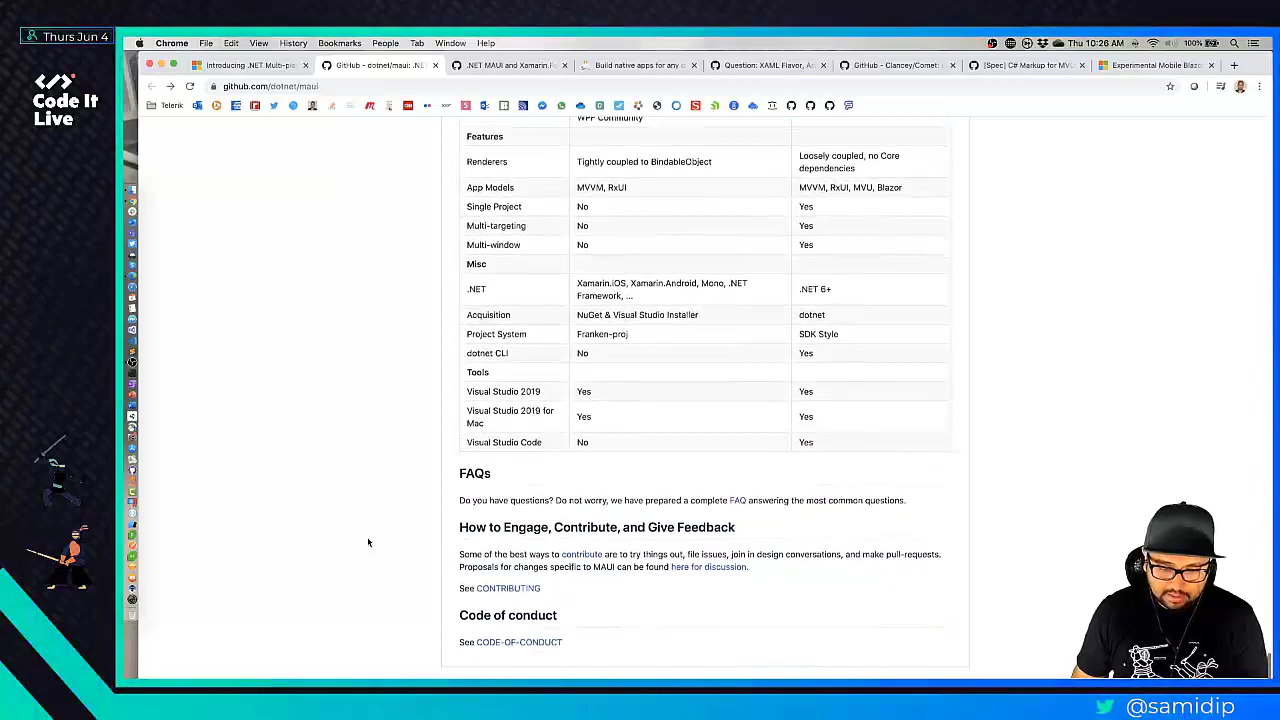 Thurs Jun 4
Chrome File Edit View History Bookmarks People Tab Window Help
Thu 10:26 AM 100%
Introducing .NET Multi-pla
GitHub - dotnet/maui: .NET
.NET MAUI and Xamarin.Fo
Build native apps for any d
Question: XAML Flavor, A
GitHub - Clancey/Comet:
[Spec] C# Markup for MV
Experimental Mobile Blazo
github.com/dotnet/maui
Telerik
Code It
Live
WPF Community
Features
Renderers Tightly coupled to BindableObject Loosely coupled, no Core
dependencies
App Models MVVM, RxUI MVVM, RxUI, MVU, Blazor
Single Project No Yes
Multi-targeting No Yes
Multi-window No Yes
Misc
.NET Xamarin.iOS, Xamarin.Android, Mono, .NET
Framework, ... .NET 6+
Acquisition NuGet & Visual Studio Installer dotnet
Project System Franken-proj SDK Style
dotnet CLI No Yes
Tools
Visual Studio 2019 Yes Yes
Visual Studio 2019 for
Mac Yes Yes
Visual Studio Code No Yes
FAQs
Do you have questions? Do not worry, we have prepared a complete FAQ answering the most common questions.
How to Engage, Contribute, and Give Feedback
Some of the best ways to contribute are to try things out, file issues, join in design conversations, and make pull-requests.
Proposals for changes specific to MAUI can be found here for discussion.
See CONTRIBUTING
Code of conduct
See CODE-OF-CONDUCT
@samidip